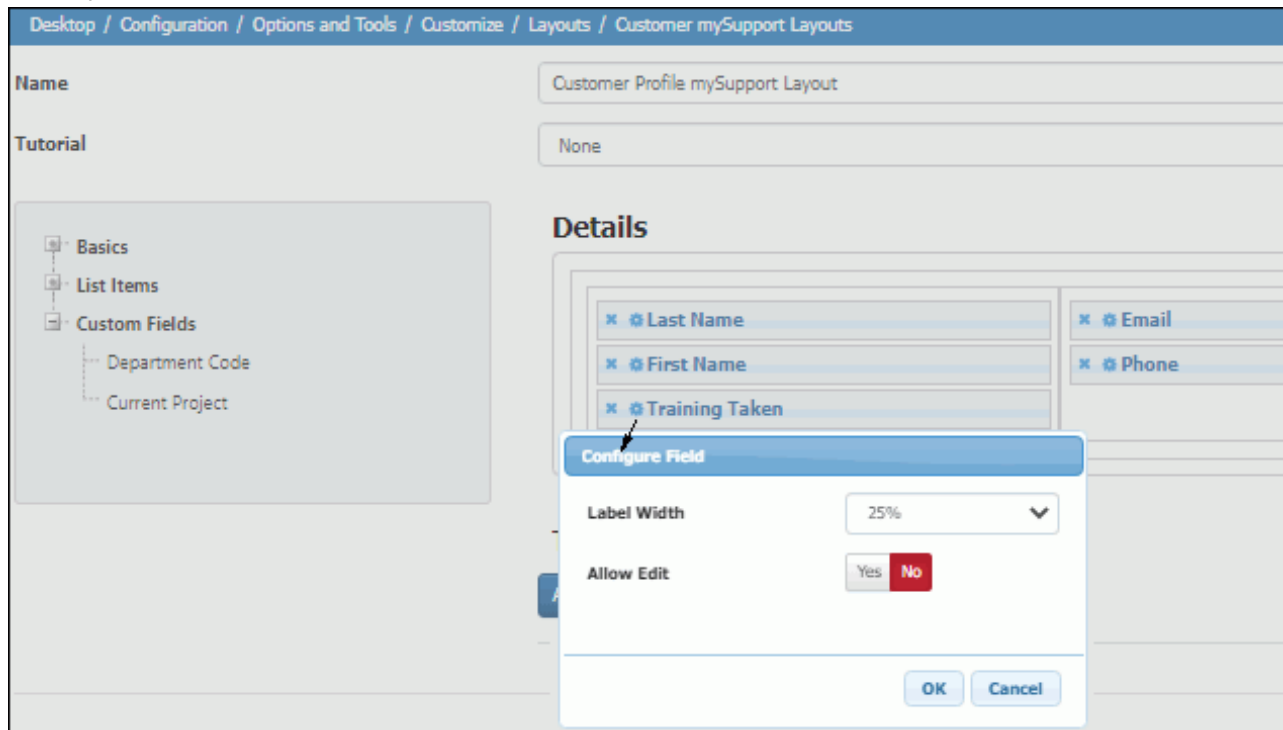 Desktop / Configuration / Options and Tools / Customize / Layouts / Customer mySupport Layouts
Name
Customer Profile mySupport Layout
Tutorial
None
Details
Basics
List Items
Custom Fields
Department Code
Current Project
Last Name
Email
First Name
Phone
Training Taken
Configure Field
Label Width
25%
Allow Edit
Yes No
OK Cancel